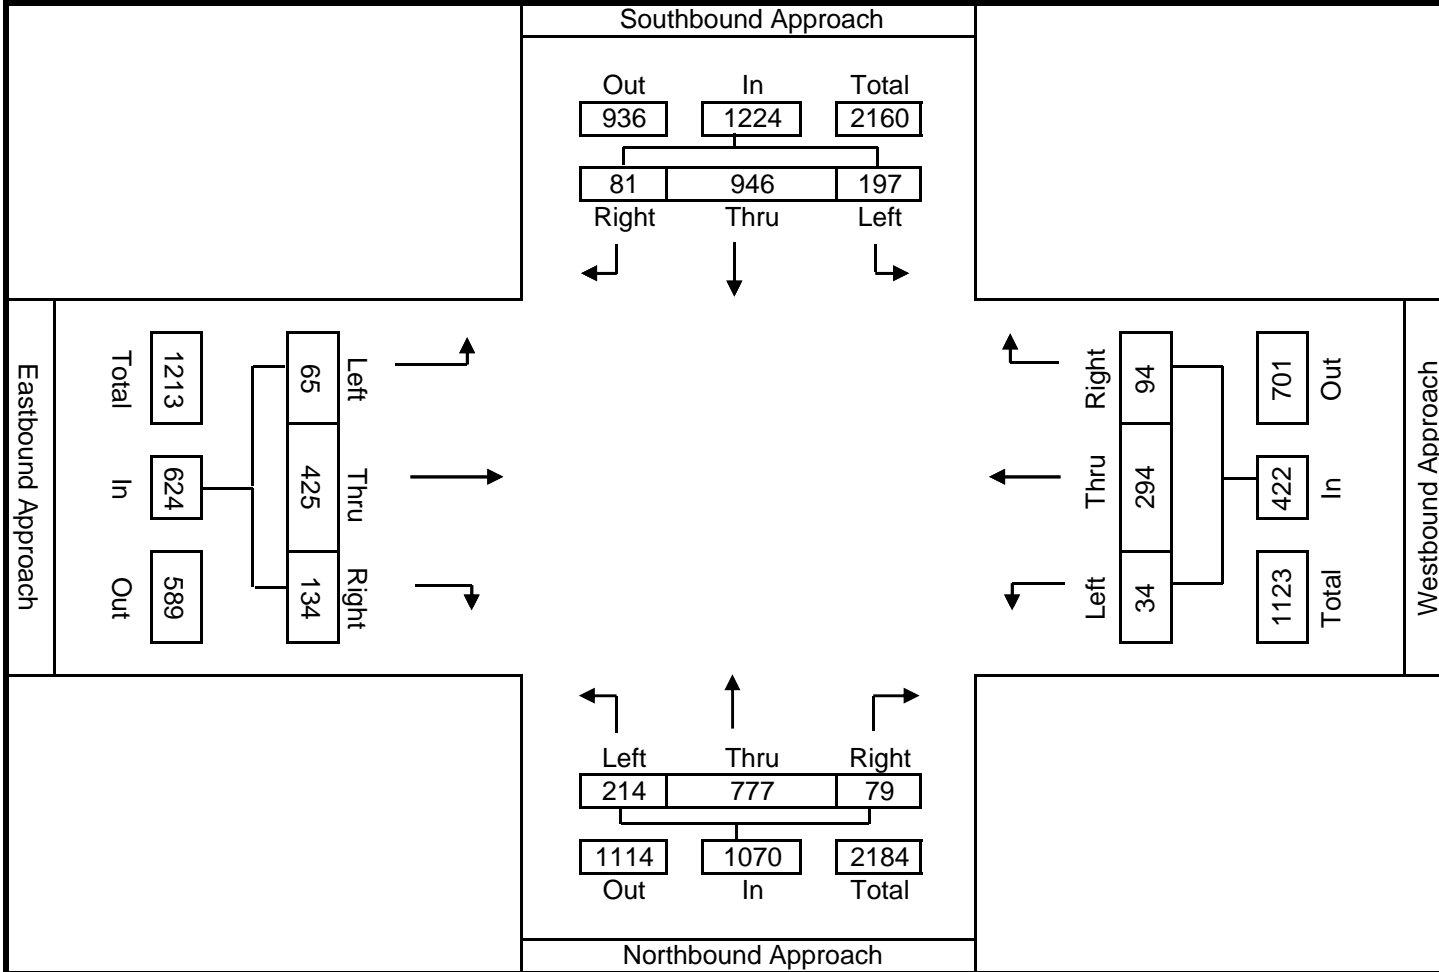 Southbound Approach
Out In Total
936 1224 2160
81 946 197
Right Thru Left
Eastbound Approach
Total In Out
1213 624 589
65 425 134
Left Thru Right
Right Thru Left
94 294 34
701 422 1123
Out In Total
Westbound Approach
Left Thru Right
214 777 79
1114 1070 2184
Out In Total
Northbound Approach